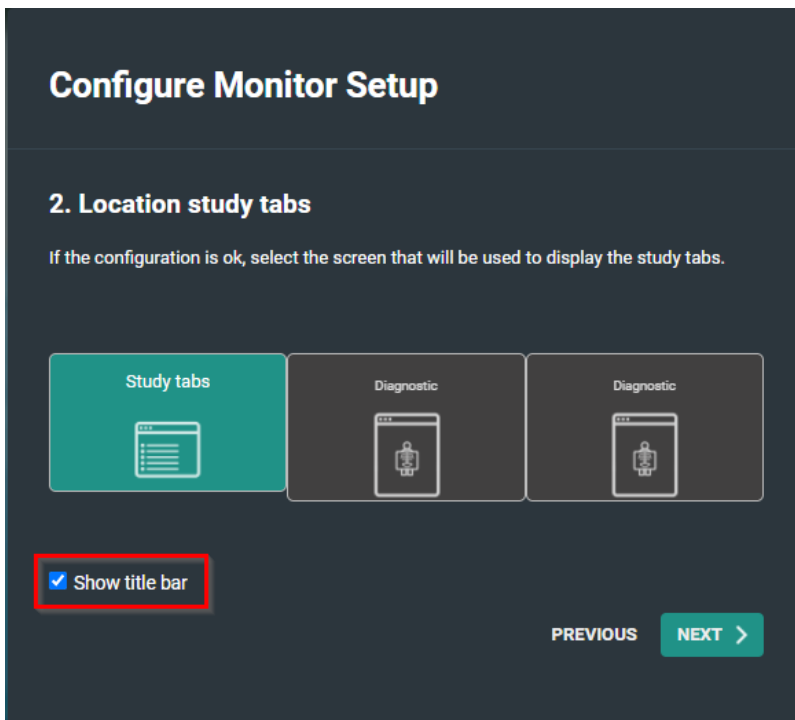 Configure Monitor Setup
2. Location study tabs
If the configuration is ok, select the screen that will be used to display the study tabs.
Study tabs
Diagnostic
Diagnostic
Show title bar
PREVIOUS
NEXT